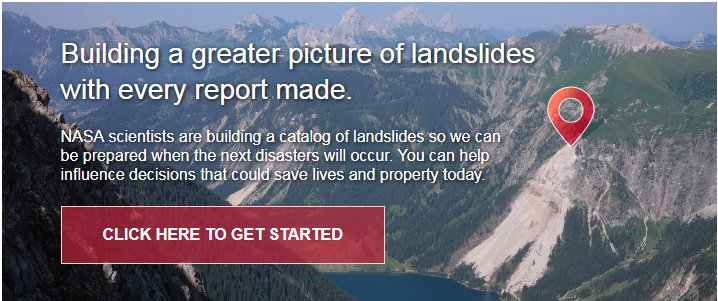 Building a greater picture of landslides
with every report made.
NASA scientists are building a catalog of landslides so we can
be prepared when the next disasters will occur. You can help
influence decisions that could save lives and property today.
CLICK HERE TO GET STARTED